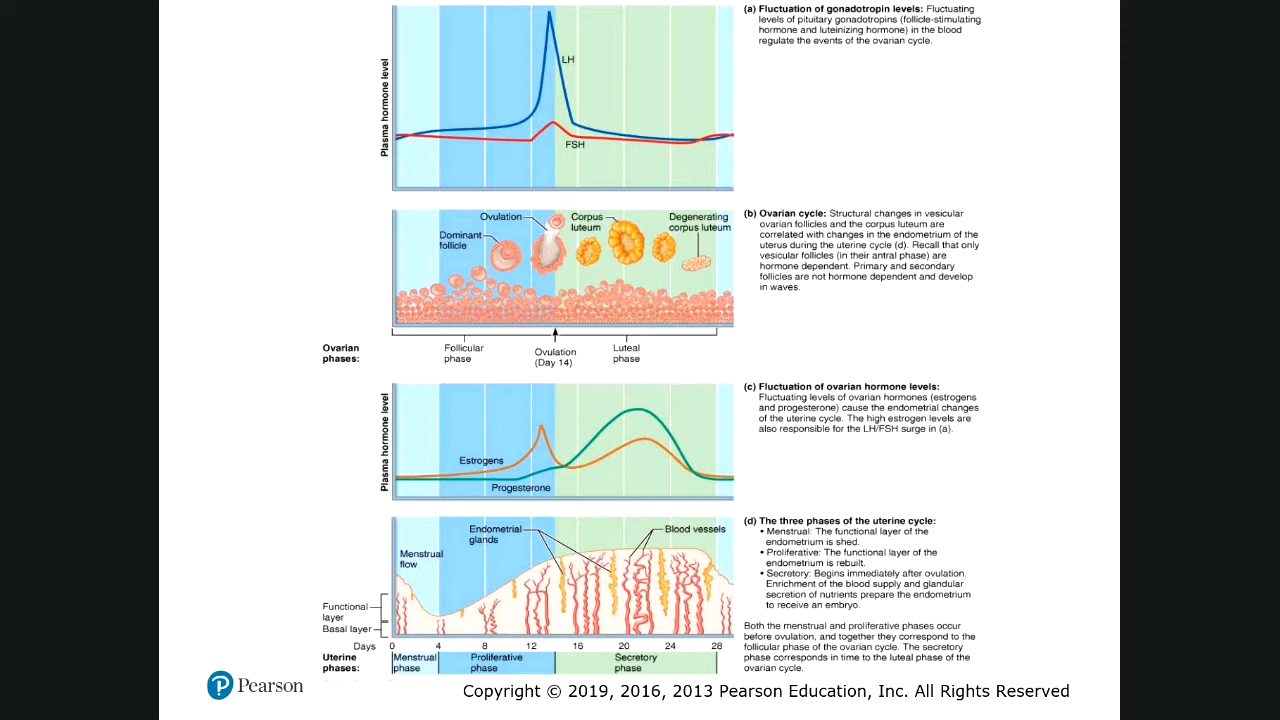 (a) Fluctuation of gonadotropin levels: Fluctuating
levels of pituitary gonadotropins (follicle-stimulating
hormone and luteinizing hormone) in the blood
regulate the events of the ovarian cycle.
Plasma hormone level
LH
FSH
(b) Ovarian cycle: Structural changes in vesicular
ovarian follicles and the corpus luteum are
correlated with changes in the endometrium of the
uterus during the uterine cycle (d). Recall that only
vesicular follicles (in their antral phase) are
hormone dependent. Primary and secondary
follicles are not hormone dependent and develop
in waves.
Ovulation
Corpus
luteum
Degenerating
corpus luteum
Dominant
follicle
Ovarian
phases:
Follicular
phase
Ovulation
(Day 14)
Luteal
phase
(c) Fluctuation of ovarian hormone levels:
Fluctuating levels of ovarian hormones (estrogens
and progesterone) cause the endometrial changes
of the uterine cycle. The high estrogen levels are
also responsible for the LH/FSH surge in (a).
Plasma hormone level
Estrogens
Progesterone
(d) The three phases of the uterine cycle:
• Menstrual: The functional layer of the
endometrium is shed.
• Proliferative: The functional layer of the
endometrium is rebuilt.
• Secretory: Begins immediately after ovulation.
Enrichment of the blood supply and glandular
secretion of nutrients prepare the endometrium
to receive an embryo.
Both the menstrual and proliferative phases occur
before ovulation, and together they correspond to the
follicular phase of the ovarian cycle. The secretory
phase corresponds in time to the luteal phase of the
ovarian cycle.
Endometrial
glands
Blood vessels
Menstrual
flow
Functional
layer
Basal layer
Days 0 4 8 12 16 20 24 28
Uterine
phases:
Menstrual
phase
Proliferative
phase
Secretory
phase
Pearson
Copyright © 2019, 2016, 2013 Pearson Education, Inc. All Rights Reserved